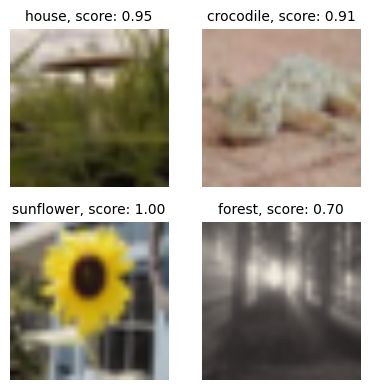 house, score: 0.95
crocodile, score: 0.91
sunflower, score: 1.00
forest, score: 0.70